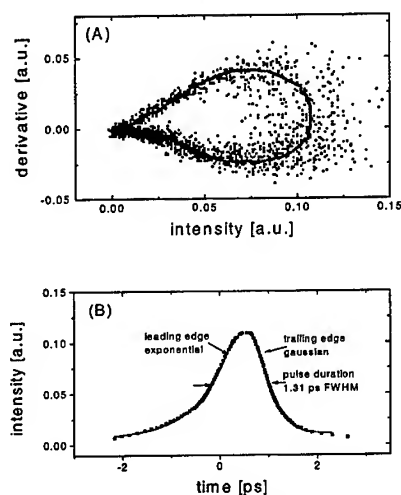 (A)
derivative [a.u.]
0.05
0.00
-0.05
0.00 0.05 0.10 0.15
intensity [a.u.]
(B)
intensity [a.u.]
0.15
0.10
0.05
0.00
leading edge
exponential
trailing edge
gaussian
pulse duration
1.31 ps FWHM
-2 0 2
time [ps]